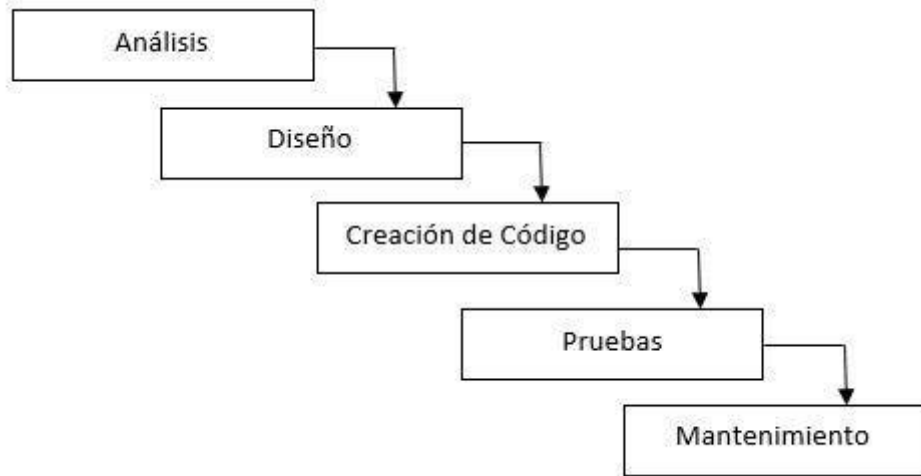 Análisis
Diseño
Creación de Código
Pruebas
Mantenimiento